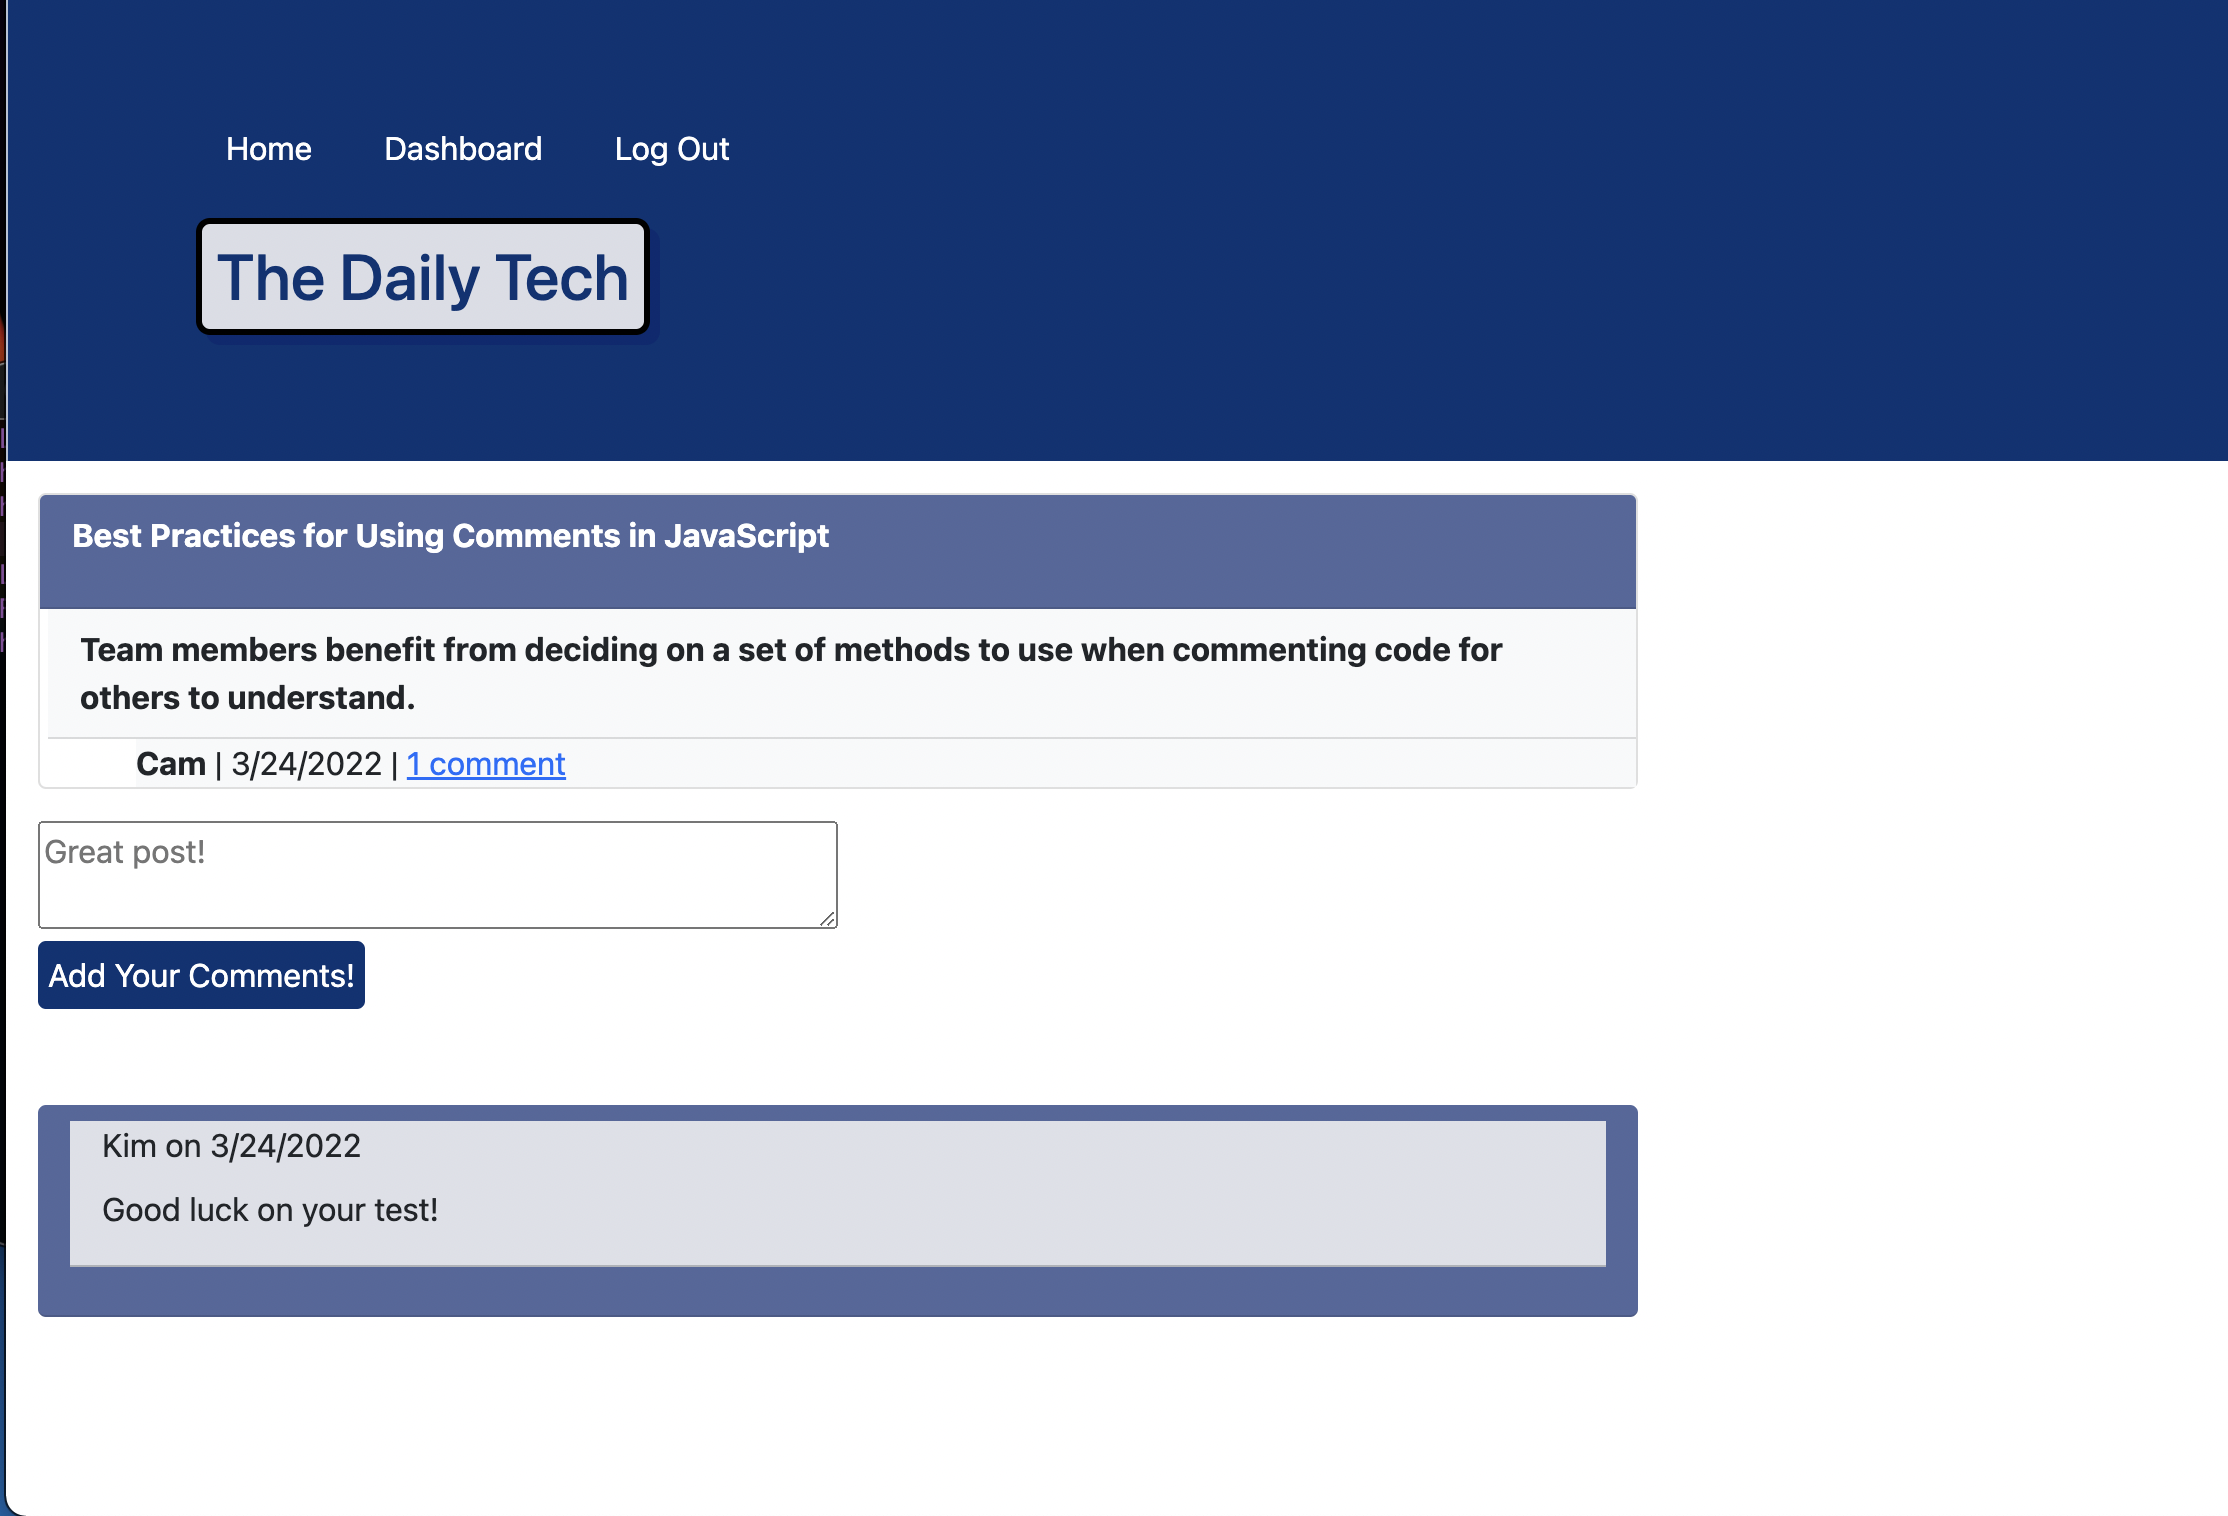 Home Dashboard Log Out
The Daily Tech
Best Practices for Using Comments in JavaScript
Team members benefit from deciding on a set of methods to use when commenting code for
others to understand.
Cam | 3/24/2022 | 1 comment
Great post!
Add Your Comments!
Kim on 3/24/2022
Good luck on your test!